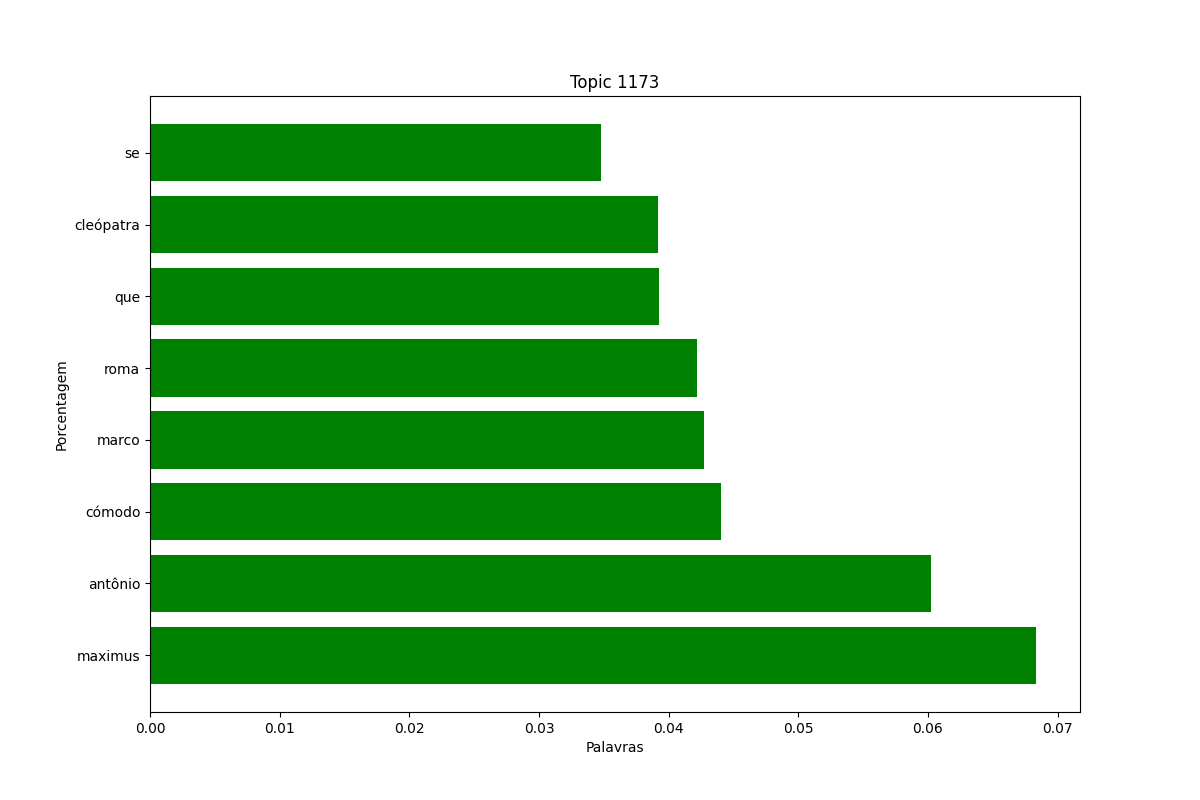 Topic 1173
se
cleópatra
que
roma
marco
cómodo
antônio
maximus
Porcentagem
0.00 0.01 0.02 0.03 0.04 0.05 0.06 0.07
Palavras